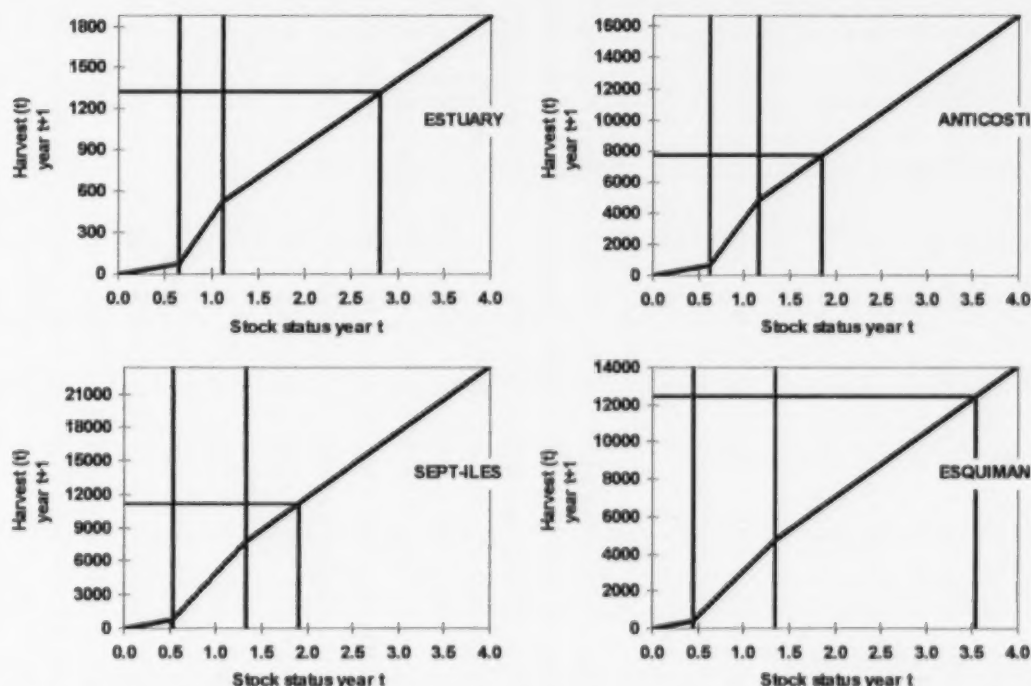 1800
1500
1200
900
600
300
0
Harvest (t)
year t+1
ESTUARY
0.0 0.5 1.0 1.5 2.0 2.5 3.0 3.5 4.0
Stock status year t
16000
14000
12000
10000
8000
6000
4000
2000
0
Harvest (t)
year t+1
ANTICOSTI
0.0 0.5 1.0 1.5 2.0 2.5 3.0 3.5 4.0
Stock status year t
21000
18000
15000
12000
9000
6000
3000
0
Harvest (t)
year t+1
SEPT-ILES
0.0 0.5 1.0 1.5 2.0 2.5 3.0 3.5 4.0
Stock status year t
14000
12000
10000
8000
6000
4000
2000
0
Harvest (t)
year t+1
ESQUIMAN
0.0 0.5 1.0 1.5 2.0 2.5 3.0 3.5 4.0
Stock status year t